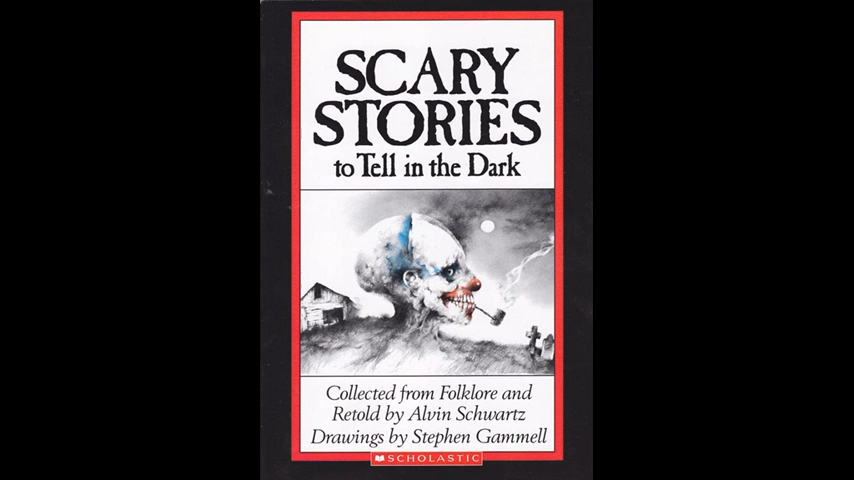 SCARY
STORIES
to Tell in the Dark
Collected from Folklore and
Retold by Alvin Schwartz
Drawings by Stephen Gammell
SCHOLASTIC